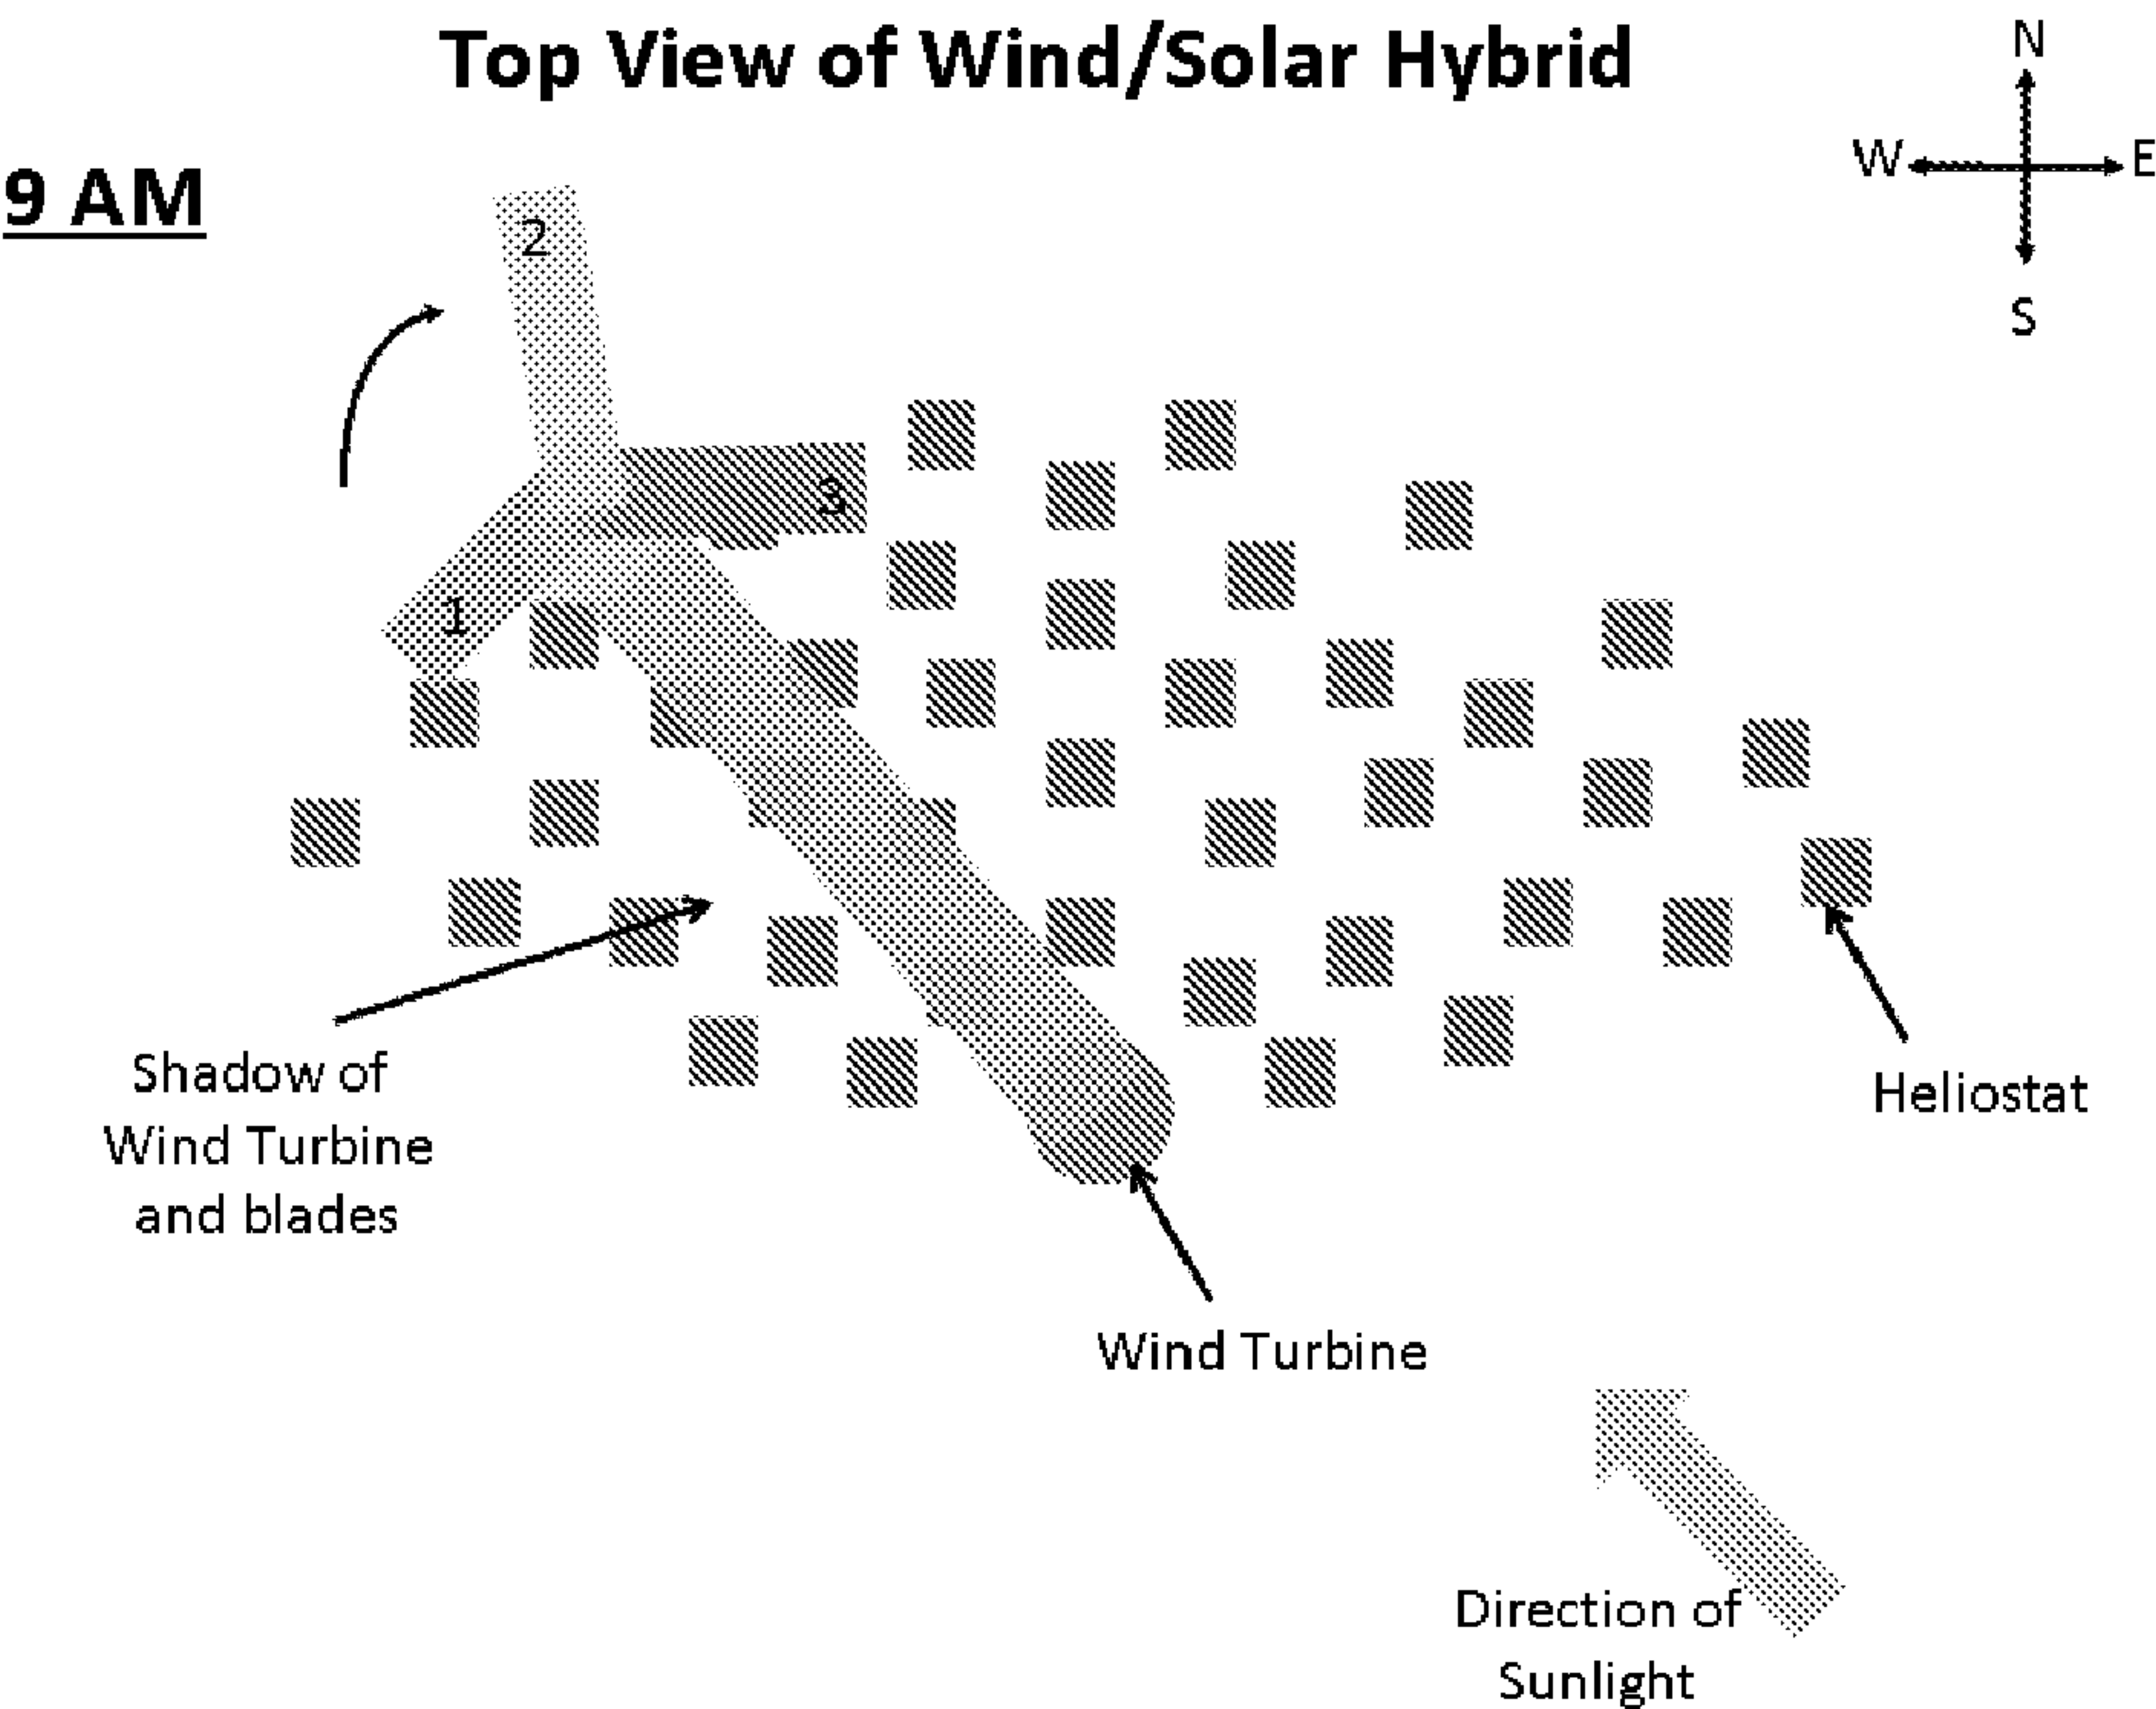 Top View of Wind/Solar Hybrid
N
W
E
S
9 AM
2
3
1
Shadow of
Wind Turbine
and blades
Heliostat
Wind Turbine
Direction of
Sunlight